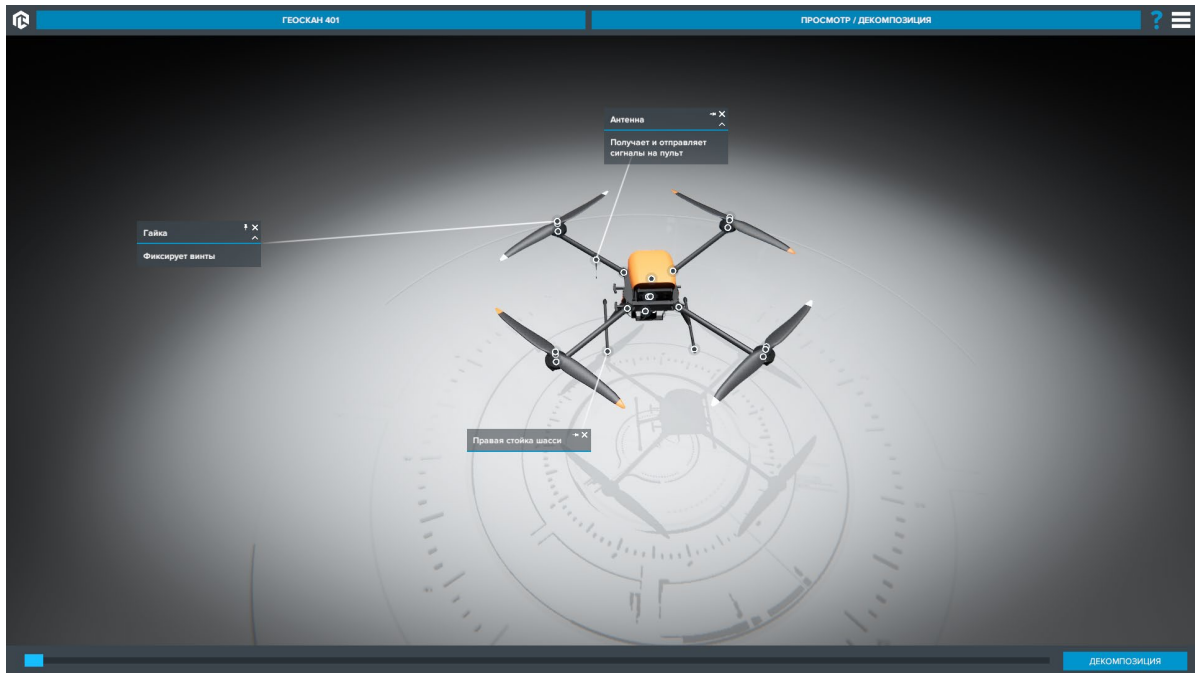 ГЕОСКАН 401
ПРОСМОТР / ДЕКОМПОЗИЦИЯ
?
Антенна
Получает и отправляет
сигналы на пульт
Гайка
Фиксирует винты
Правая стойка шасси
ДЕКОМПОЗИЦИЯ